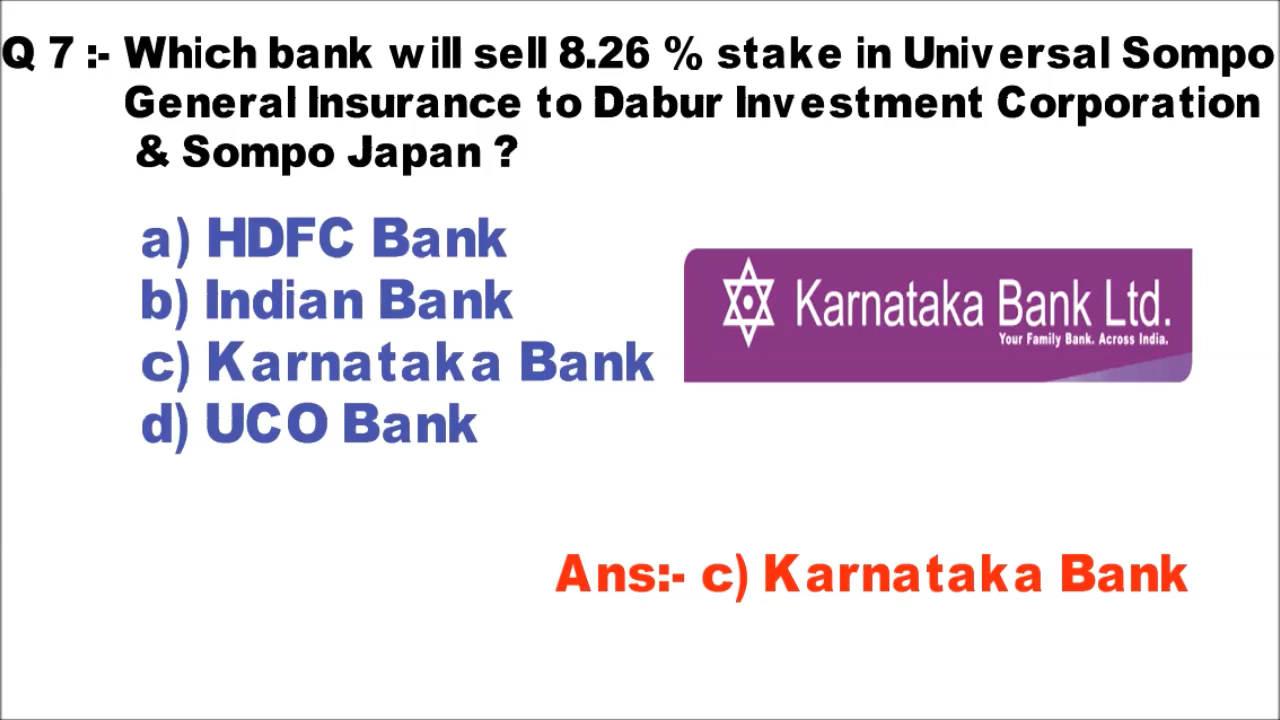 Q 7 :- Which bank will sell 8.26 % stake in Universal Sompo
General Insurance to Dabur Investment Corporation
& Sompo Japan ?
a) HDFC Bank
b) Indian Bank
c) Karnataka Bank
d) UCO Bank
Karnataka Bank Ltd.
Your Family Bank. Across India.
Ans:- c) Karnataka Bank